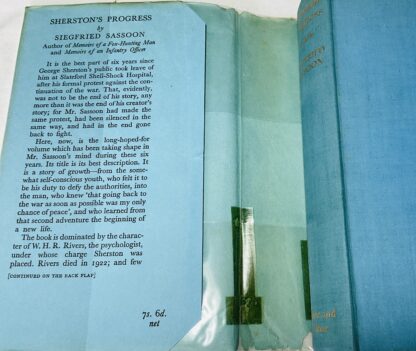 SHERSTON'S PROGRESS
by
SIEGFRIED SASSOON
Author of Memoirs of a Fox-Hunting Man
and Memoirs of an Infantry Officer
It is the best part of six years since
George Sherston's public took leave of
him at Slateford Shell-Shock Hospital,
after his formal protest against the con-
tinuation of the war. That, evidently,
was not to be the end of his story, any
more than it was the end of his creator's
story; for Mr. Sassoon had made the
same protest, had been silenced in the
same way, and had in the end gone
back to fight.
Here, now, is the long-hoped-for
volume which has been taking shape in
Mr. Sassoon's mind during these six
years. Its title is its best description. It
is a story of growth—from the some-
what self-conscious youth, who felt it to
be his duty to defy the authorities, into
the man, who knew 'that going back to
the war as soon as possible was my only
chance of peace', and who learned from
that second adventure the beginning of
a new life.
The book is dominated by the charac-
ter of W. H. R. Rivers, the psychologist,
under whose charge Sherston was
placed. Rivers died in 1922; and few
[CONTINUED ON THE BACK FLAP]
7s. 6d.
net